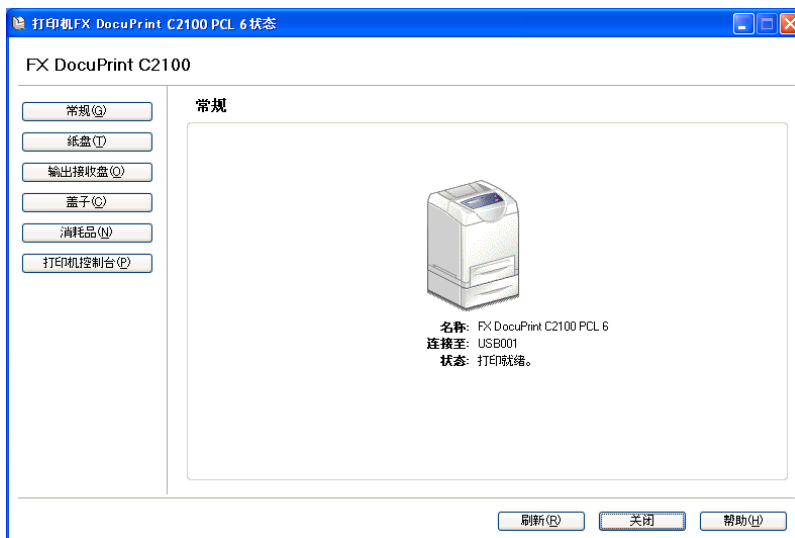 打印机FX DocuPrint C2100 PCL 6状态
FX DocuPrint C2100
常规(G)
纸盘(T)
输出接收盘(O)
盖子(C)
消耗品(N)
打印机控制台(P)
常规
名称: FX DocuPrint C2100 PCL 6
连接至: USB001
状态: 打印就绪。
刷新(R)
关闭
帮助(H)